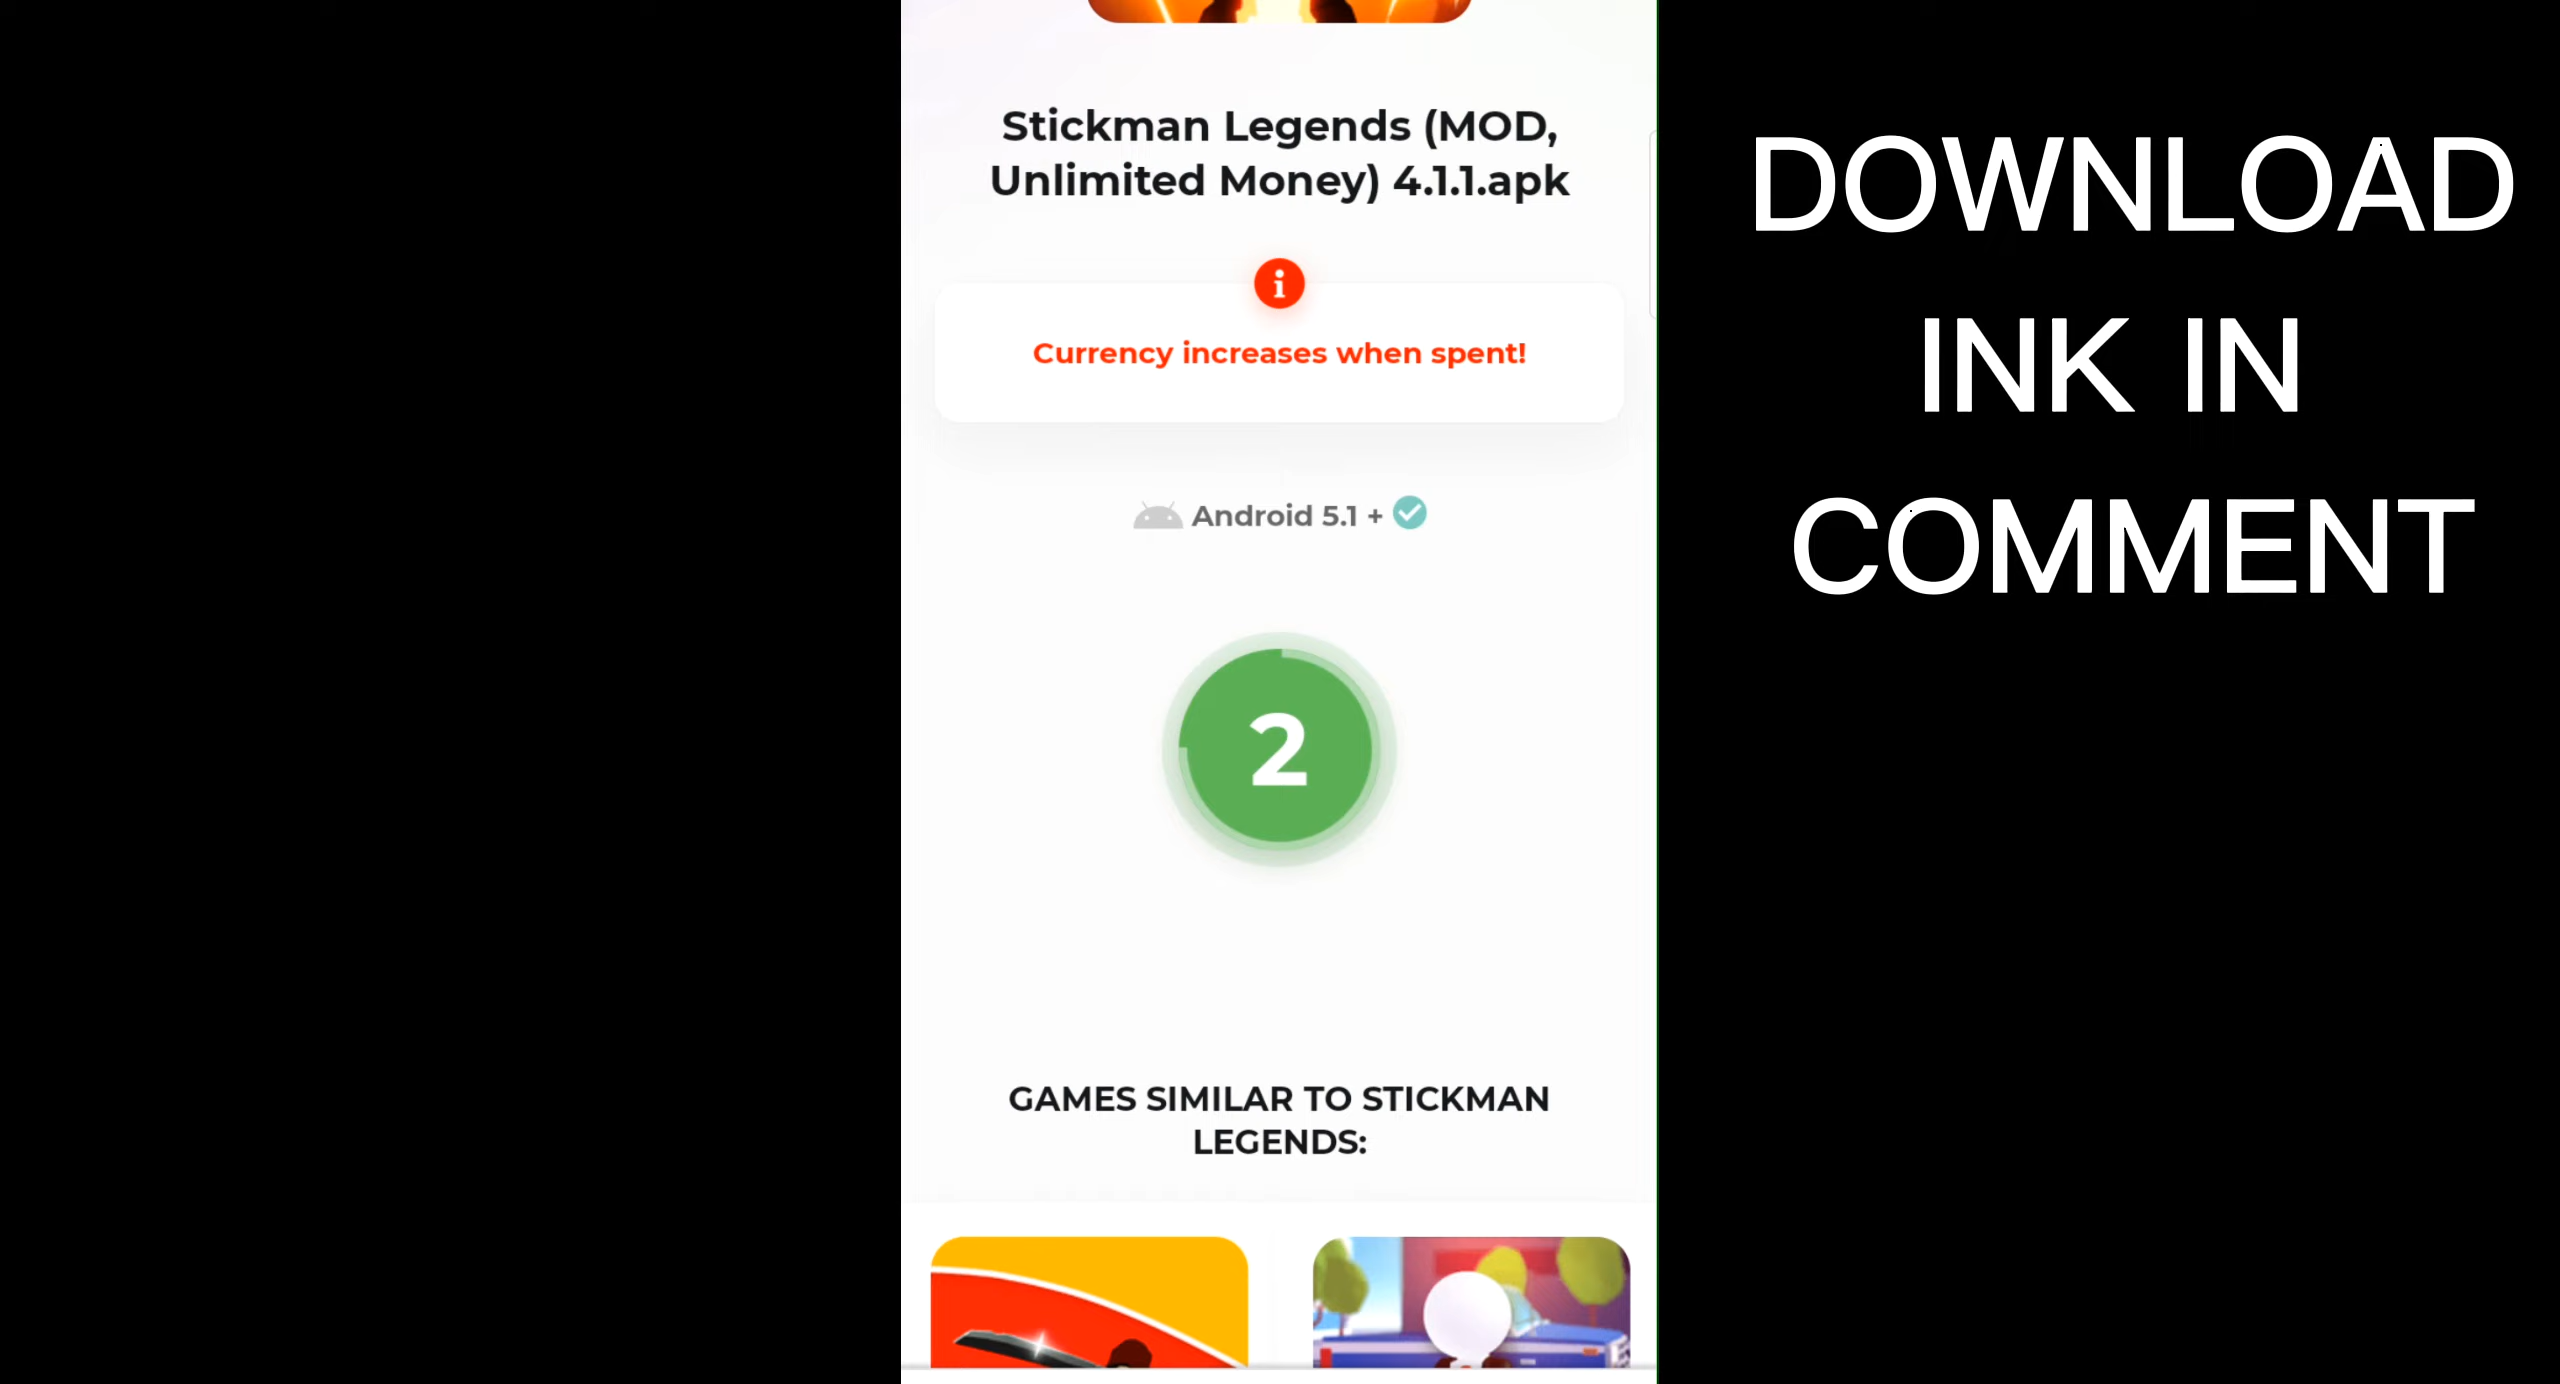 Stickman Legends (MOD,
Unlimited Money) 4.1.1.apk
i
Currency increases when spent!
Android 5.1 +
2
GAMES SIMILAR TO STICKMAN
LEGENDS:
DOWNLOAD
INK IN
COMMENT